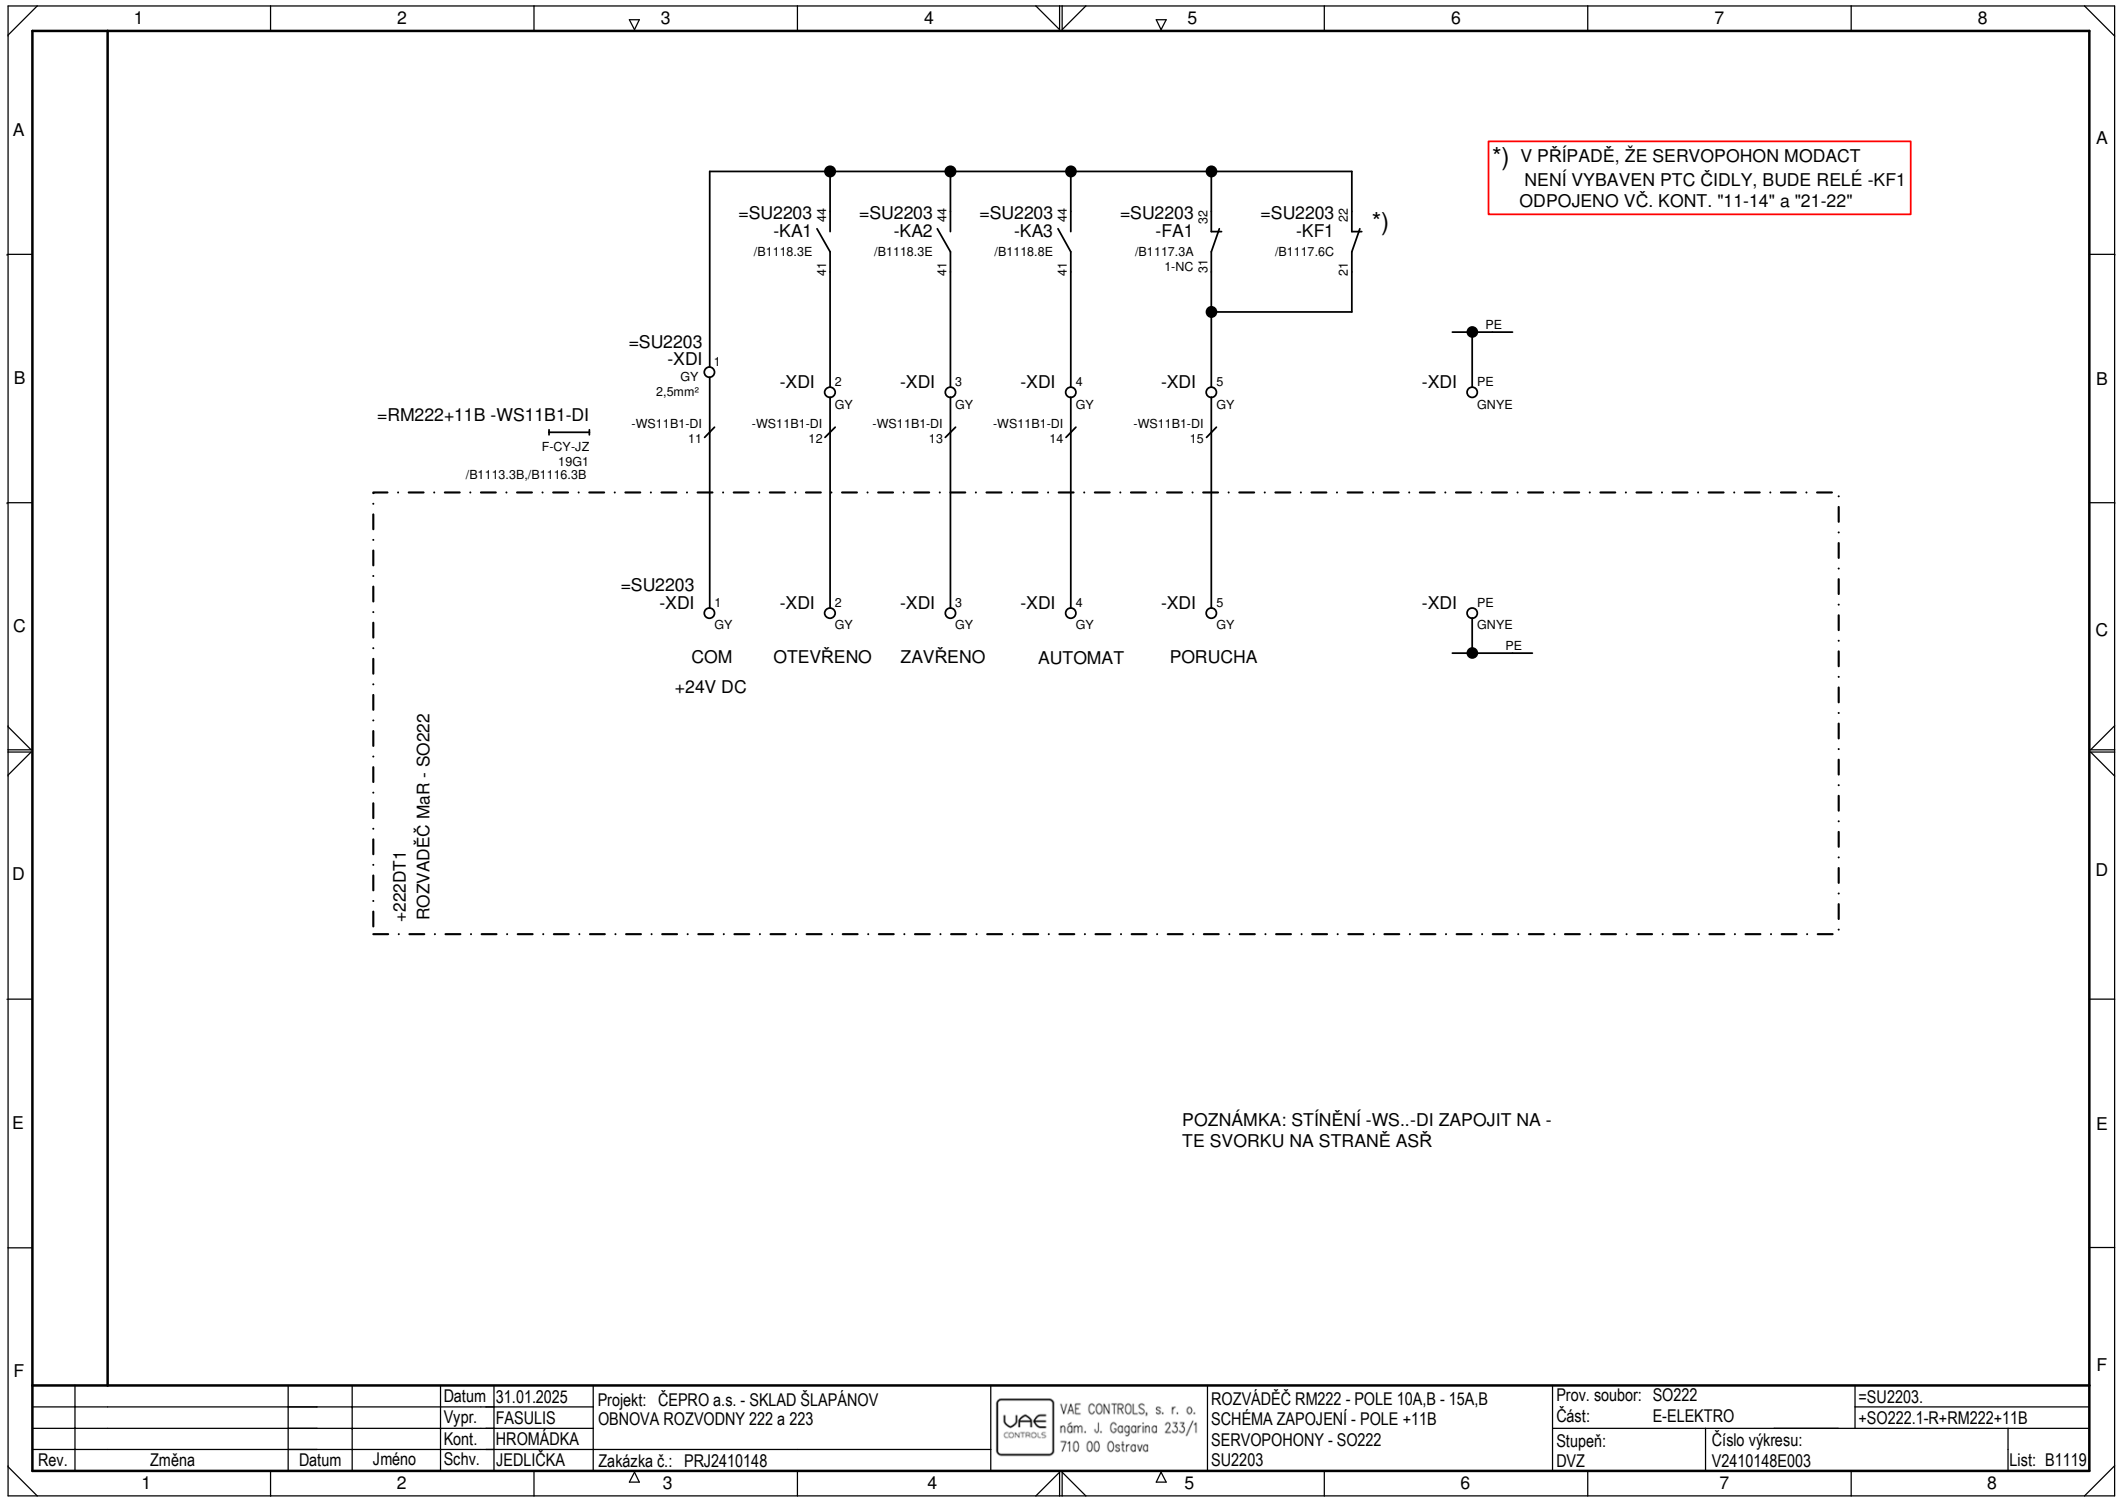 1 2 3 4 5 6 7 8
A A
*) V PŘÍPADĚ, ŽE SERVOPOHON MODACT
NENÍ VYBAVEN PTC ČIDLY, BUDE RELÉ -KF1
ODPOJENO VČ. KONT. "11-14" a "21-22"
=SU2203 44 =SU2203 44 =SU2203 44 =SU2203 32 =SU2203 22 *)
-KA1 -KA2 -KA3 -FA1 -KF1
/B1118.3E /B1118.3E /B1118.8E /B1117.3A /B1117.6C
41 41 41 1-NC 31 21
=SU2203
-XDI 1
GY
2,5mm²
PE
B B
-XDI 2 -XDI 3 -XDI 4 -XDI 5 -XDI PE
GY GY GY GY GNYE
=RM222+11B -WS11B1-DI
F-CY-JZ
19G1
/B1113.3B,/B1116.3B
-WS11B1-DI -WS11B1-DI -WS11B1-DI -WS11B1-DI -WS11B1-DI
11 12 13 14 15
=SU2203
-XDI 1 -XDI 2 -XDI 3 -XDI 4 -XDI 5 -XDI PE
GY GY GY GY GY GNYE
C C
PE
COM OTEVŘENO ZAVŘENO AUTOMAT PORUCHA
+24V DC
+222DT1
ROZVADĚČ MaR - SO222
D D
E E
POZNÁMKA: STÍNĚNÍ -WS..-DI ZAPOJIT NA -
TE SVORKU NA STRANĚ ASŘ
F F
Datum 31.01.2025
Vypr. FASULIS
Kont. HROMÁDKA
Rev. Změna Datum Jméno Schv. JEDLIČKA
Projekt: ČEPRO a.s. - SKLAD ŠLAPÁNOV
OBNOVA ROZVODNY 222 a 223
Zakázka č.: PRJ2410148
VAE
CONTROLS
VAE CONTROLS, s. r. o.
nám. J. Gagarina 233/1
710 00 Ostrava
ROZVÁDĚČ RM222 - POLE 10A,B - 15A,B
SCHÉMA ZAPOJENÍ - POLE +11B
SERVOPOHONY - SO222
SU2203
Prov. soubor: SO222
Část: E-ELEKTRO
Stupeň:
DVZ
=SU2203.
+SO222.1-R+RM222+11B
Číslo výkresu:
V2410148E003
List: B1119
1 2 3 4 5 6 7 8